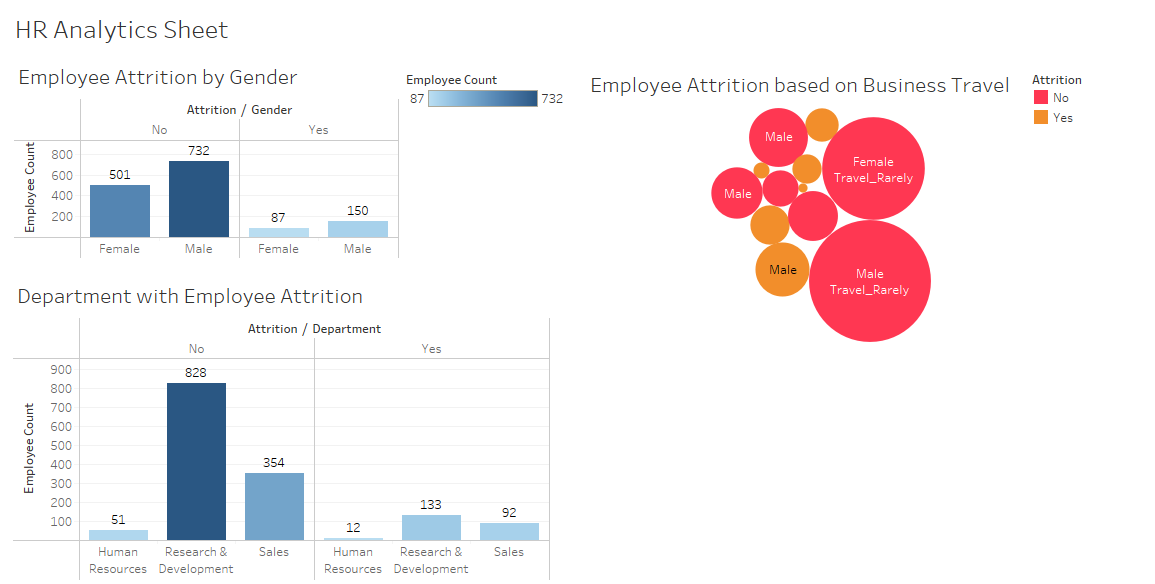 HR Analytics Sheet
Employee Attrition by Gender
Attrition / Gender
No
Yes
Employee Count
800
600
400
200
501
732
87
150
Female
Male
Female
Male
Employee Count
87
732
Department with Employee Attrition
Attrition / Department
No
Yes
Employee Count
900
800
700
600
500
400
300
200
100
51
828
354
12
133
92
Human
Resources
Research &
Development
Sales
Human
Resources
Research &
Development
Sales
Employee Attrition based on Business Travel
Male
Female
Travel_Rarely
Male
Male
Male
Travel_Rarely
Attrition
No
Yes